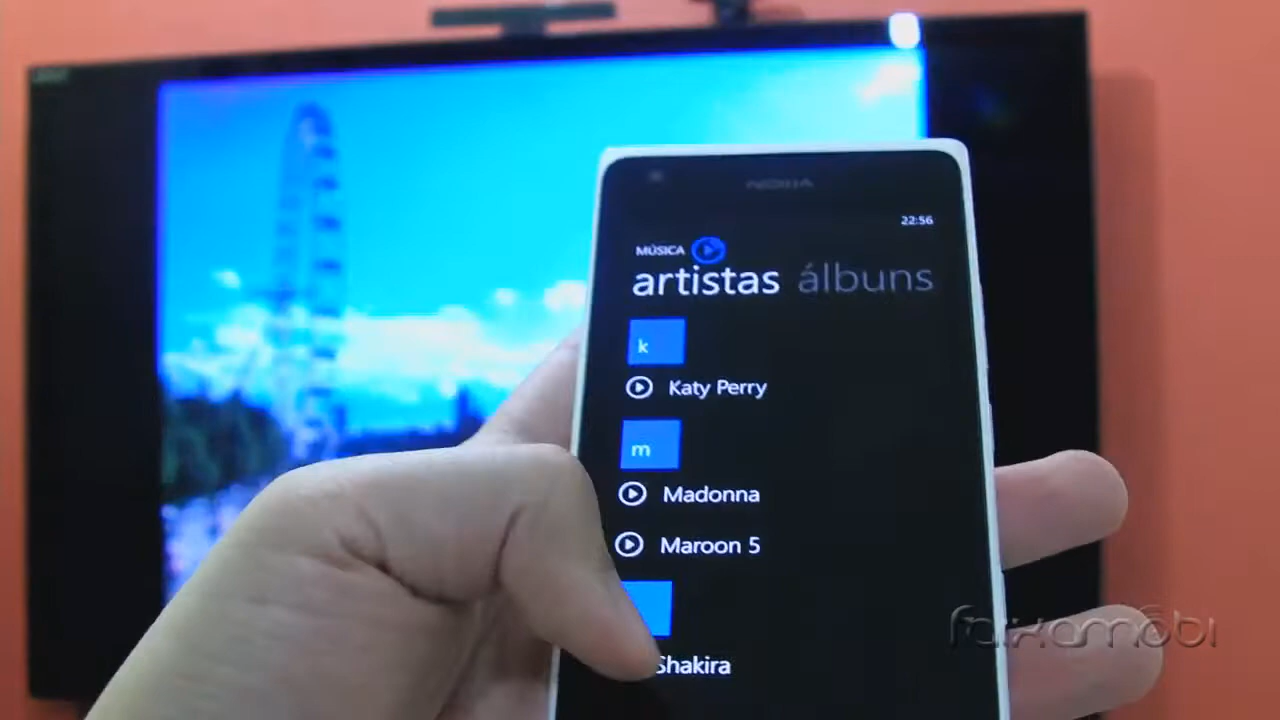 NOKIA
22:56
MÚSICA
artistas álbuns
k
Katy Perry
m
Madonna
Maroon 5
Shakira
faixamobi